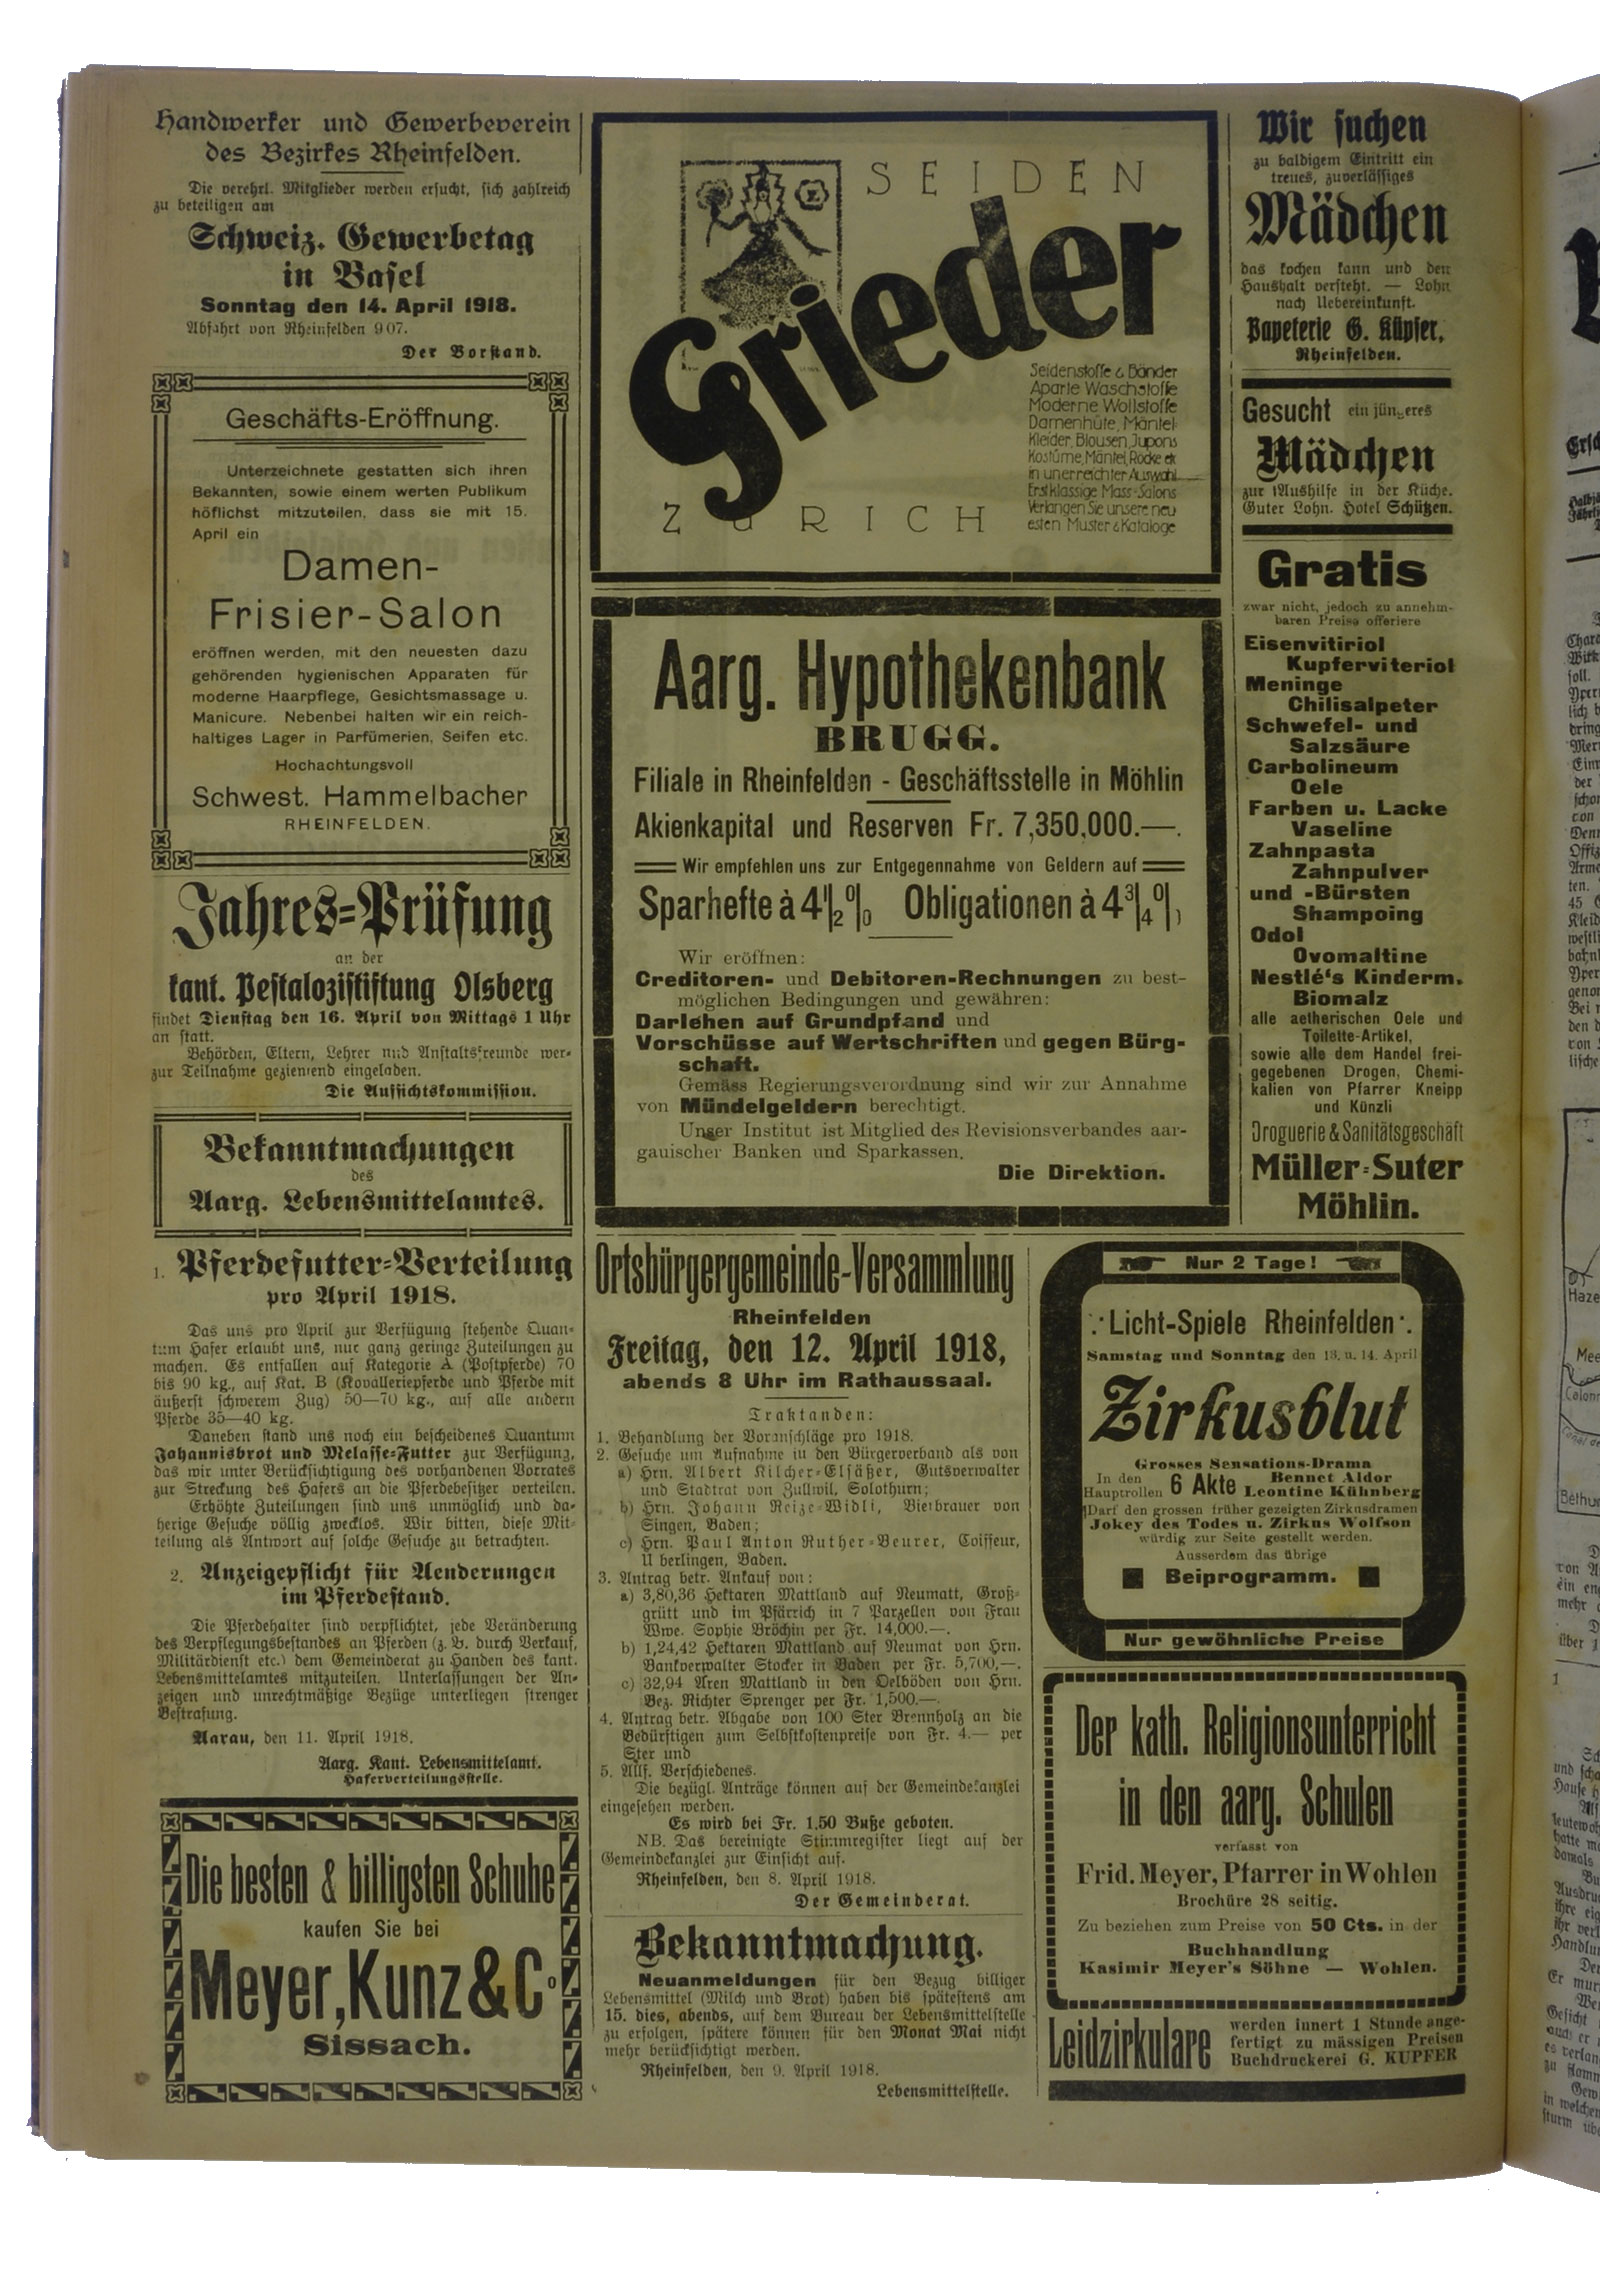 Handwerker und Gewerbeverein
des Bezirkes Rheinfelden.
Die verehrl. Mitglieder werden ersucht, sich zahlreich
zu beteiligen am
Schweiz. Gewerbetag
in Basel
Sonntag den 14. April 1918.
Abfahrt von Rheinfelden 907.
Der Vorstand.
Geschäfts-Eröffnung.
Unterzeichnete gestatten sich ihren
Bekannten, sowie einem werten Publikum
höflichst mitzuteilen, dass sie mit 15.
April ein
Damen-
Frisier-Salon
eröffnen werden, mit den neuesten dazu
gehörenden hygienischen Apparaten für
moderne Haarpflege, Gesichtsmassage u.
Manicure. Nebenbei halten wir ein reich-
haltiges Lager in Parfümerien, Seifen etc.
Hochachtungsvoll
Schwest. Hammelbacher
RHEINFELDEN.
Jahres-Prüfung
an der
kant. Pestalozistiftung Olsberg
findet Dienstag den 16. April von Mittags 1 Uhr
an statt.
Behörden, Eltern, Lehrer und Anstaltsfreunde wer-
zur Teilnahme geziemend eingeladen.
Die Aufsichtskommission.
Bekanntmachungen
des
Aarg. Lebensmittelamtes.
1. Pferdefutter-Verteilung
pro April 1918.
Das uns pro April zur Verfügung stehende Quan-
tum Hafer erlaubt uns, nur ganz geringe Zuteilungen zu
machen. Es entfallen auf Kategorie A (Postpferde) 70
bis 90 kg., auf Kat. B (Kovalleriepferde und Pferde mit
äußerst schwerem Zug) 50—70 kg., auf alle andern
Pferde 35—40 kg.
Daneben stand uns noch ein bescheidenes Quantum
Johannisbrot und Melasse-Futter zur Verfügung,
das wir unter Berücksichtigung des vorhandenen Vorrates
zur Streckung des Hafers an die Pferdebesitzer verteilen.
Erhöhte Zuteilungen sind uns unmöglich und da-
herige Gesuche völlig zwecklos. Wir bitten, diese Mit-
teilung als Antwort auf solche Gesuche zu betrachten.
2. Anzeigepflicht für Aenderungen
im Pferdestand.
Die Pferdehalter sind verpflichtet, jede Veränderung
des Verpflegungsbestandes an Pferden (z. B. durch Verkauf,
Militärdienst etc.) dem Gemeinderat zu Handen des kant.
Lebensmittelamtes mitzuteilen. Unterlassungen der An-
zeigen und unrechtmäßige Bezüge unterliegen strenger
Bestrafung.
Aarau, den 11. April 1918.
Aarg. Kant. Lebensmittelamt.
Haferverteilungsstelle.
Die besten & billigsten Schuhe
kaufen Sie bei
Meyer, Kunz & Co
Sissach.
SEIDEN
Grieder
ZÜRICH
Seidenstoffe & Bänder
Aparte Waschstoffe
Moderne Wollstoffe
Damenhüte, Mäntel
Kleider, Blousen, Jupons
Kostüme, Mäntel, Röcke etc
in unerreichter Auswahl
Erstklassige Mass-Salons
Verlangen Sie unsere neu
esten Muster & Kataloge
Aarg. Hypothekenbank
BRUGG.
Filiale in Rheinfelden - Geschäftsstelle in Möhlin
Akienkapital und Reserven Fr. 7,350,000.—.
Wir empfehlen uns zur Entgegennahme von Geldern auf
Sparhefte à 4 1/2 % Obligationen à 4 3/4 %
Wir eröffnen:
Creditoren- und Debitoren-Rechnungen zu best-
möglichen Bedingungen und gewähren:
Darlehen auf Grundpfand und
Vorschüsse auf Wertschriften und gegen Bürg-
schaft.
Gemäss Regierungsverordnung sind wir zur Annahme
von Mündelgeldern berechtigt.
Unser Institut ist Mitglied des Revisionsverbandes aar-
gauischer Banken und Sparkassen.
Die Direktion.
Ortsbürgergemeinde-Versammlung
Rheinfelden
Freitag, den 12. April 1918,
abends 8 Uhr im Rathaussaal.
Traktanden:
1. Behandlung der Voranschläge pro 1918.
2. Gesuche um Aufnahme in den Bürgerverband als von
a) Hrn. Albert Kilcher-Elsäßer, Gutsverwalter
und Stadtrat von Zullwil, Solothurn;
b) Hrn. Johann Reize-Widli, Bierbrauer von
Singen, Baden;
c) Hrn. Paul Anton Ruther-Beurer, Coiffeur,
Überlingen, Baden.
3. Antrag betr. Ankauf von:
a) 3,80,36 Hektaren Mattland auf Neumatt, Groß-
grütt und im Pfärrich in 7 Parzellen von Frau
Wwe. Sophie Bröchin per Fr. 14,000.—.
b) 1,24,42 Hektaren Mattland auf Neumat von Hrn.
Bankverwalter Stocker in Baden per Fr. 5,700,—.
c) 32,94 Aren Mattland in den Oelböden von Hrn.
Bez. Richter Sprenger per Fr. 1,500.—.
4. Antrag betr. Abgabe von 100 Ster Brennholz an die
Bedürftigen zum Selbstkostenpreise von Fr. 4.— per
Ster und
5. Allf. Verschiedenes.
Die bezügl. Anträge können auf der Gemeindekanzlei
eingesehen werden.
Es wird bei Fr. 1.50 Buße geboten.
NB. Das bereinigte Stimmregister liegt auf der
Gemeindekanzlei zur Einsicht auf.
Rheinfelden, den 8. April 1918.
Der Gemeinderat.
Bekanntmachung.
Neuanmeldungen für den Bezug billiger
Lebensmittel (Milch und Brot) haben bis spätestens am
15. dies, abends, auf dem Bureau der Lebensmittelstelle
zu erfolgen, spätere können für den Monat Mai nicht
mehr berücksichtigt werden.
Rheinfelden, den 9. April 1918.
Lebensmittelstelle.
Wir suchen
zu baldigem Eintritt ein
treues, zuverlässiges
Mädchen
das kochen kann und den
Haushalt versteht. — Lohn
nach Uebereinkunft.
Papeterie G. Küpfer,
Rheinfelden.
Gesucht ein jüngeres
Mädchen
zur Aushilfe in der Küche.
Guter Lohn. Hotel Schützen.
Gratis
zwar nicht, jedoch zu annehm-
baren Preise offeriere
Eisenvitiriol
Kupferviteriol
Meninge
Chilisalpeter
Schwefel- und
Salzsäure
Carbolineum
Oele
Farben u. Lacke
Vaseline
Zahnpasta
Zahnpulver
und -Bürsten
Shampoing
Odol
Ovomaltine
Nestlé's Kinderm.
Biomalz
alle aetherischen Oele und
Toilette-Artikel,
sowie alle dem Handel frei-
gegebenen Drogen, Chemi-
kalien von Pfarrer Kneipp
und Künzli
Droguerie & Sanitätsgeschäft
Müller-Suter
Möhlin.
Nur 2 Tage!
Licht-Spiele Rheinfelden
Samstag und Sonntag den 13. u. 14. April
Zirkusblut
Grosses Sensations-Drama
In den Hauptrollen 6 Akte Bennet Aldor
Leontine Kühnberg
Darf den grossen früher gezeigten Zirkusdramen
Jokey des Todes u. Zirkus Wolfson
würdig zur Seite gestellt werden.
Ausserdem das übrige
Beiprogramm.
Nur gewöhnliche Preise
Der kath. Religionsunterricht
in den aarg. Schulen
verfasst von
Frid. Meyer, Pfarrer in Wohlen
Brochüre 28 seitig.
Zu beziehen zum Preise von 50 Cts. in der
Buchhandlung
Kasimir Meyer's Söhne — Wohlen.
Leidzirkulare werden innert 1 Stunde ange-
fertigt zu mässigen Preisen
Buchdruckerei G. KUPFER